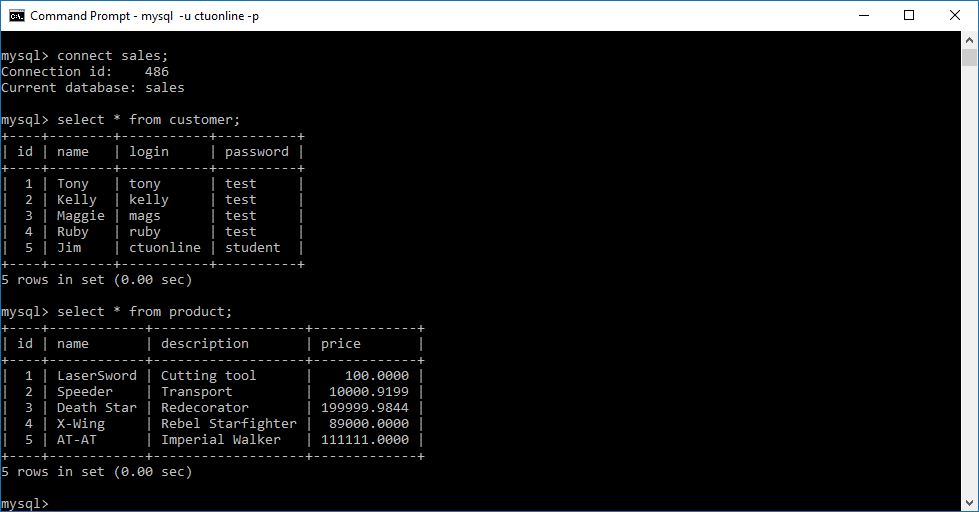 Command Prompt - mysql  -u ctuonline -p
mysql> connect sales;
Connection id:    486
Current database: sales
mysql> select * from customer;
+----+--------+-----------+----------+
| id | name   | login     | password |
+----+--------+-----------+----------+
|  1 | Tony   | tony      | test     |
|  2 | Kelly  | kelly     | test     |
|  3 | Maggie | mags      | test     |
|  4 | Ruby   | ruby      | test     |
|  5 | Jim    | ctuonline | student  |
+----+--------+-----------+----------+
5 rows in set (0.00 sec)
mysql> select * from product;
+----+------------+-------------------+-------------+
| id | name       | description       | price       |
+----+------------+-------------------+-------------+
|  1 | LaserSword | Cutting tool      |    100.0000 |
|  2 | Speeder    | Transport         |  10000.9199 |
|  3 | Death Star | Redecorator       | 199999.9844 |
|  4 | X-Wing     | Rebel Starfighter |  89000.0000 |
|  5 | AT-AT      | Imperial Walker   | 111111.0000 |
+----+------------+-------------------+-------------+
5 rows in set (0.00 sec)
mysql>